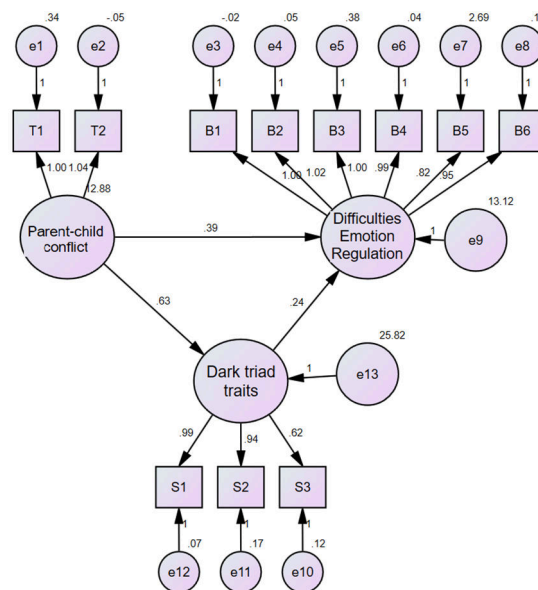 .34 -.05 -.02 .05 .38 .04 2.69 .1
e1 e2 e3 e4 e5 e6 e7 e8
1 1 1 1 1 1 1 1
T1 T2 B1 B2 B3 B4 B5 B6
1.00 1.04 1.00 1.02 1.00 .99 .82 .95
12.88
Parent-child
conflict
.39
Difficulties
Emotion
Regulation
1
e9
13.12
.63
.24
25.82
Dark triad
traits
1
e13
.99 .94 .62
S1 S2 S3
1 1 1
.07 .17 .12
e12 e11 e10